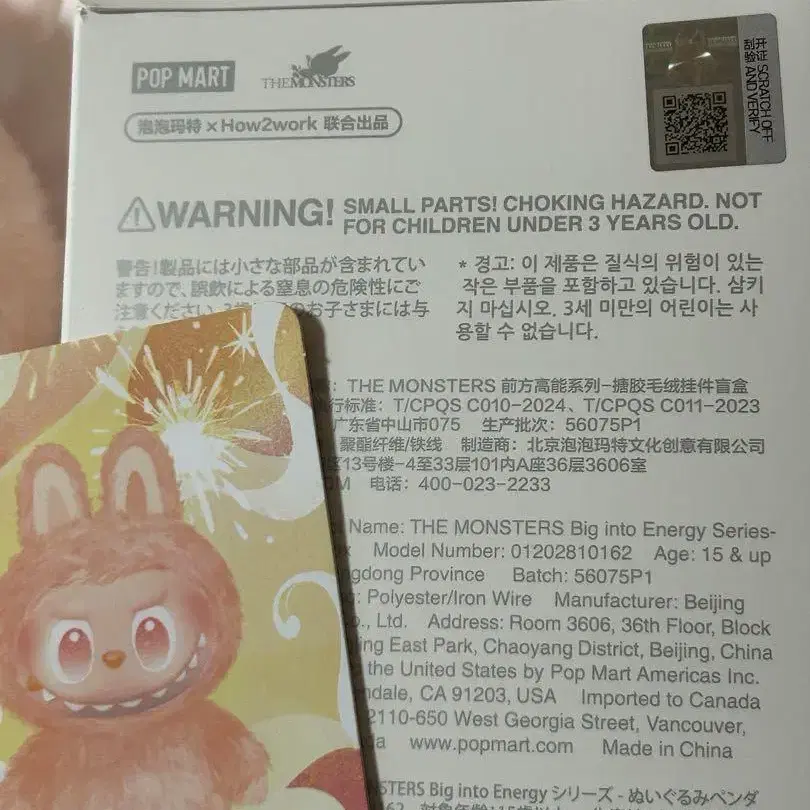 POP MART
THE MONSTERS
泡泡玛特 × How2work 联合出品
开证 SCRATCH OFF
刮验 AND VERIFY
WARNING! SMALL PARTS! CHOKING HAZARD. NOT
FOR CHILDREN UNDER 3 YEARS OLD.
警告!製品には小さな部品が含まれてい
ますので、誤飲による窒息の危険性にご
注意ください。のお子さまには与
* 경고: 이 제품은 질식의 위험이 있는
작은 부품을 포함하고 있습니다. 삼키
지 마십시오. 3세 미만의 어린이는 사
용할 수 없습니다.
: THE MONSTERS 前方高能系列-搪胶毛绒挂件盲盒
行标准: T/CPQS C010-2024、T/CPQS C011-2023
广东省中山市075 生产批次: 56075P1
聚酯纤维/铁线 制造商: 北京泡泡玛特文化创意有限公司
区13号楼-4至33层101内A座36层3606室
OM 电话: 400-023-2233
Name: THE MONSTERS Big into Energy Series-
Model Number: 01202810162 Age: 15 & up
ngdong Province Batch: 56075P1
: Polyester/Iron Wire Manufacturer: Beijing
o., Ltd. Address: Room 3606, 36th Floor, Block
jing East Park, Chaoyang District, Beijing, China
the United States by Pop Mart Americas Inc.
ndale, CA 91203, USA Imported to Canada
2110-650 West Georgia Street, Vancouver,
da www.popmart.com Made in China
NSTERS Big into Energy シリーズ - ぬいぐるみペンダ